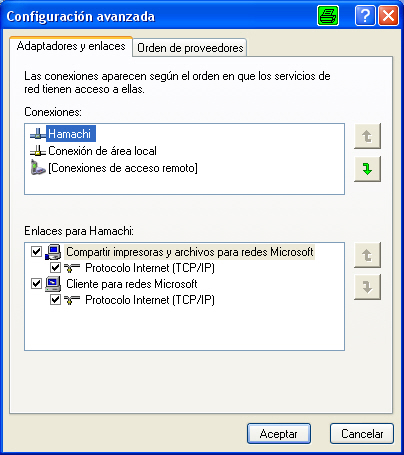 Configuración avanzada
Adaptadores y enlaces
Orden de proveedores
Las conexiones aparecen según el orden en que los servicios de
red tienen acceso a ellas.
Conexiones:
Hamachi
Conexión de área local
[Conexiones de acceso remoto]
Enlaces para Hamachi:
Compartir impresoras y archivos para redes Microsoft
Protocolo Internet (TCP/IP)
Cliente para redes Microsoft
Protocolo Internet (TCP/IP)
Aceptar
Cancelar